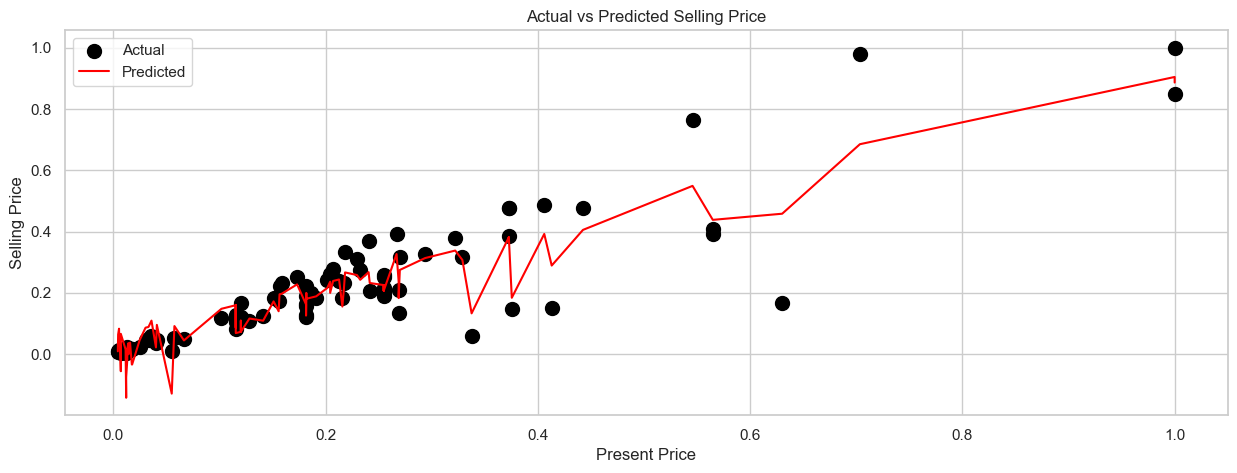 Actual vs Predicted Selling Price
Actual
Predicted
1.0
0.8
0.6
0.4
0.2
0.0
Selling Price
0.0 0.2 0.4 0.6 0.8 1.0
Present Price